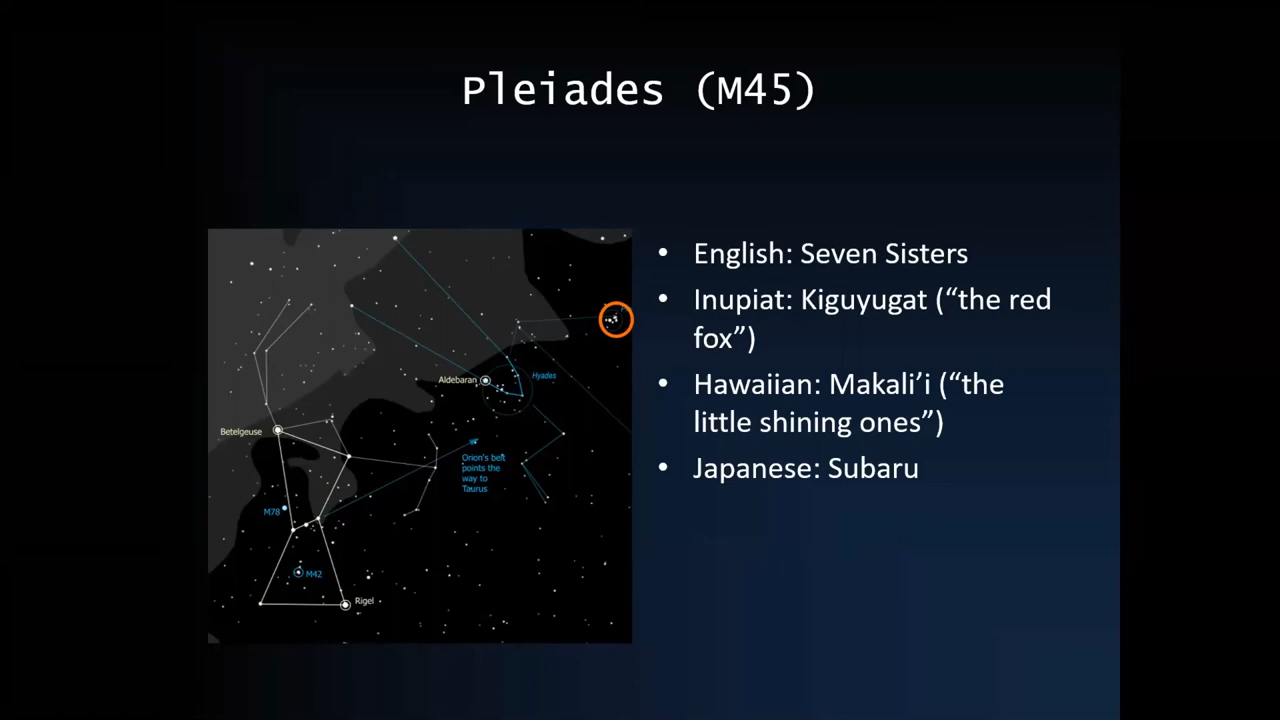 Pleiades (M45)
• English: Seven Sisters
• Inupiat: Kiguyugat (“the red
fox”)
• Hawaiian: Makali’i (“the
little shining ones”)
• Japanese: Subaru
Aldebaran
Hyades
Betelgeuse
Orion's belt
points the
way to
Taurus
M78
M42
Rigel